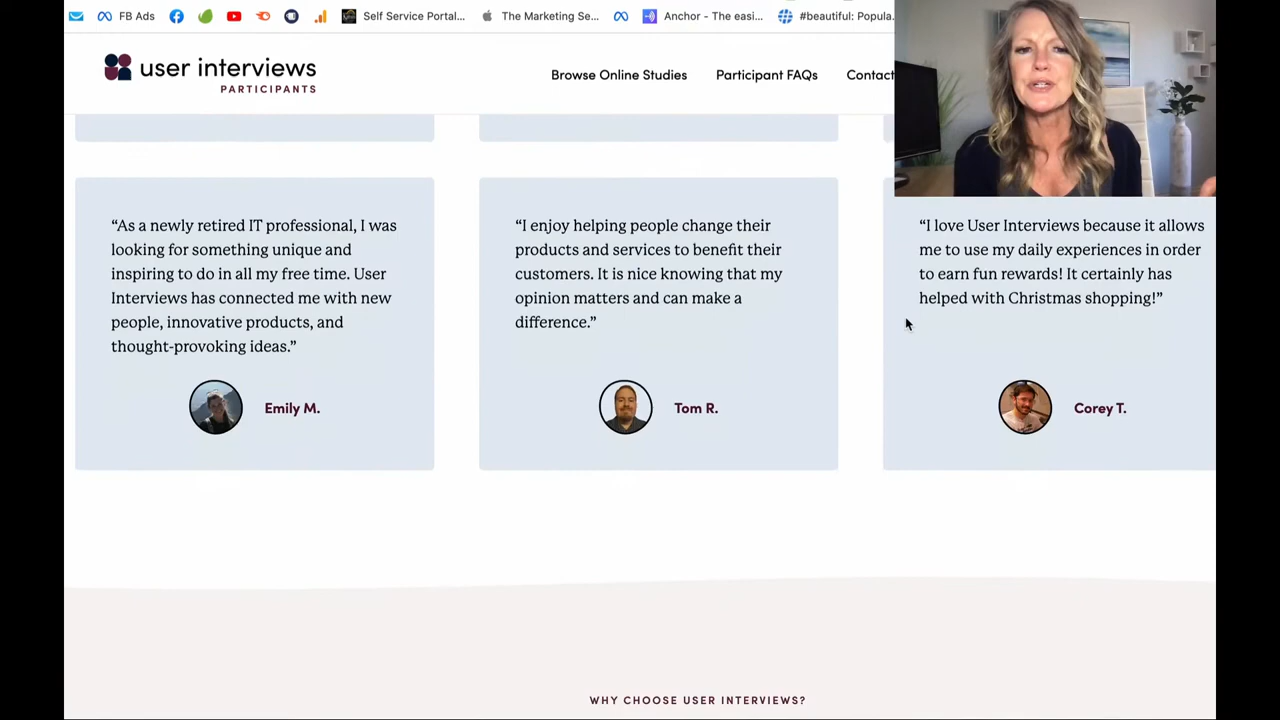 FB Ads
Self Service Portal...
The Marketing Se...
Anchor - The easi...
#beautiful: Popula.
user interviews
PARTICIPANTS
Browse Online Studies
Participant FAQs
Contact
“As a newly retired IT professional, I was
looking for something unique and
inspiring to do in all my free time. User
Interviews has connected me with new
people, innovative products, and
thought-provoking ideas.”
Emily M.
“I enjoy helping people change their
products and services to benefit their
customers. It is nice knowing that my
opinion matters and can make a
difference.”
Tom R.
“I love User Interviews because it allows
me to use my daily experiences in order
to earn fun rewards! It certainly has
helped with Christmas shopping!”
Corey T.
WHY CHOOSE USER INTERVIEWS?